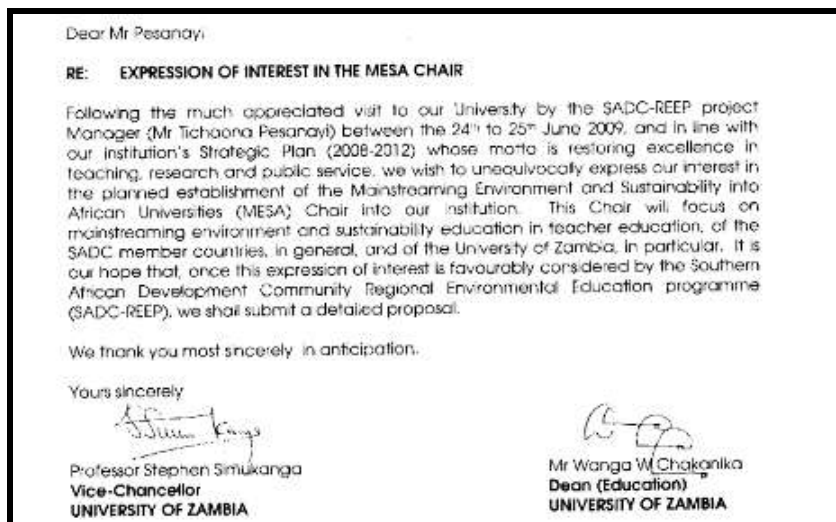 Dear Mr Pesanayi
RE: EXPRESSION OF INTEREST IN THE MESA CHAIR
Following the much appreciated visit to our University by the SADC-REEP project
Manager (Mr Tichaona Pesanayi) between the 24th to 25th June 2009, and in line with
our institution's Strategic Plan (2008-2012) whose motto is restoring excellence in
teaching, research and public service, we wish to unequivocally express our interest in
the planned establishment of the Mainstreaming Environment and Sustainability into
African Universities (MESA) Chair into our institution. This Chair will focus on
mainstreaming environment and sustainability education in teacher education, of the
SADC member countries, in general, and of the University of Zambia, in particular. It is
our hope that, once this expression of interest is favourably considered by the Southern
African Development Community Regional Environmental Education programme
(SADC-REEP), we shall submit a detailed proposal.
We thank you most sincerely in anticipation.
Yours sincerely
Professor Stephen Simukanga
Vice-Chancellor
UNIVERSITY OF ZAMBIA
Mr Wanga W Chakanika
Dean (Education)
UNIVERSITY OF ZAMBIA